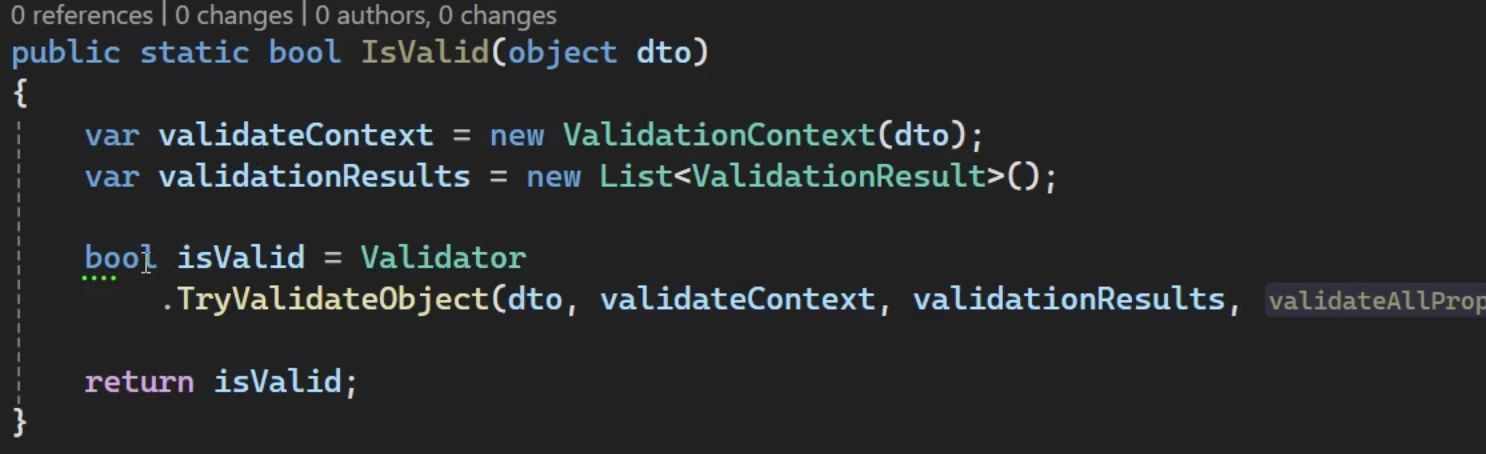 0 references | 0 changes | 0 authors, 0 changes
public static bool IsValid(object dto)
{
    var validateContext = new ValidationContext(dto);
    var validationResults = new List<ValidationResult>();
    bool isValid = Validator
        .TryValidateObject(dto, validateContext, validationResults, validateAllProp
    return isValid;
}